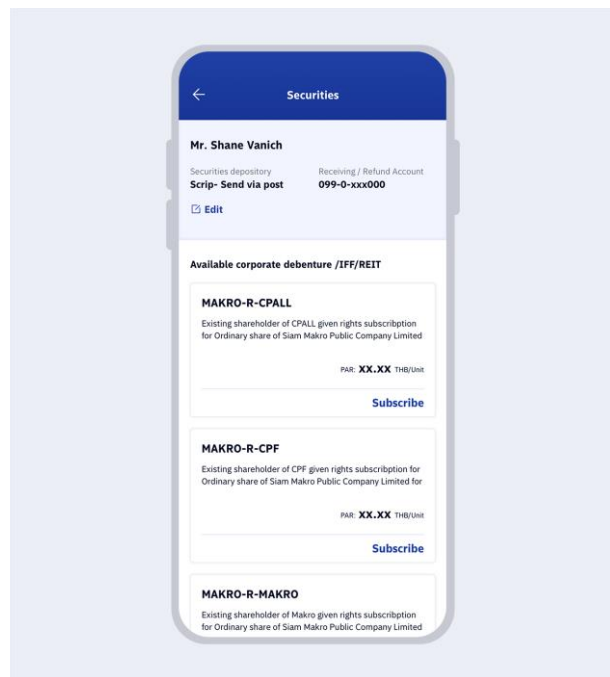 Securities
Mr. Shane Vanich
Securities depository
Receiving / Refund Account
Scrip- Send via post
099-0-xxx000
Edit
Available corporate debenture /IFF/REIT
MAKRO-R-CPALL
Existing shareholder of CPALL given rights subscribption
for Ordinary share of Siam Makro Public Company Limited
PAR: XX.XX THB/Unit
Subscribe
MAKRO-R-CPF
Existing shareholder of CPF given rights subscribption for
Ordinary share of Siam Makro Public Company Limited for
PAR: XX.XX THB/Unit
Subscribe
MAKRO-R-MAKRO
Existing shareholder of Makro given rights subscribption
for Ordinary share of Siam Makro Public Company Limited